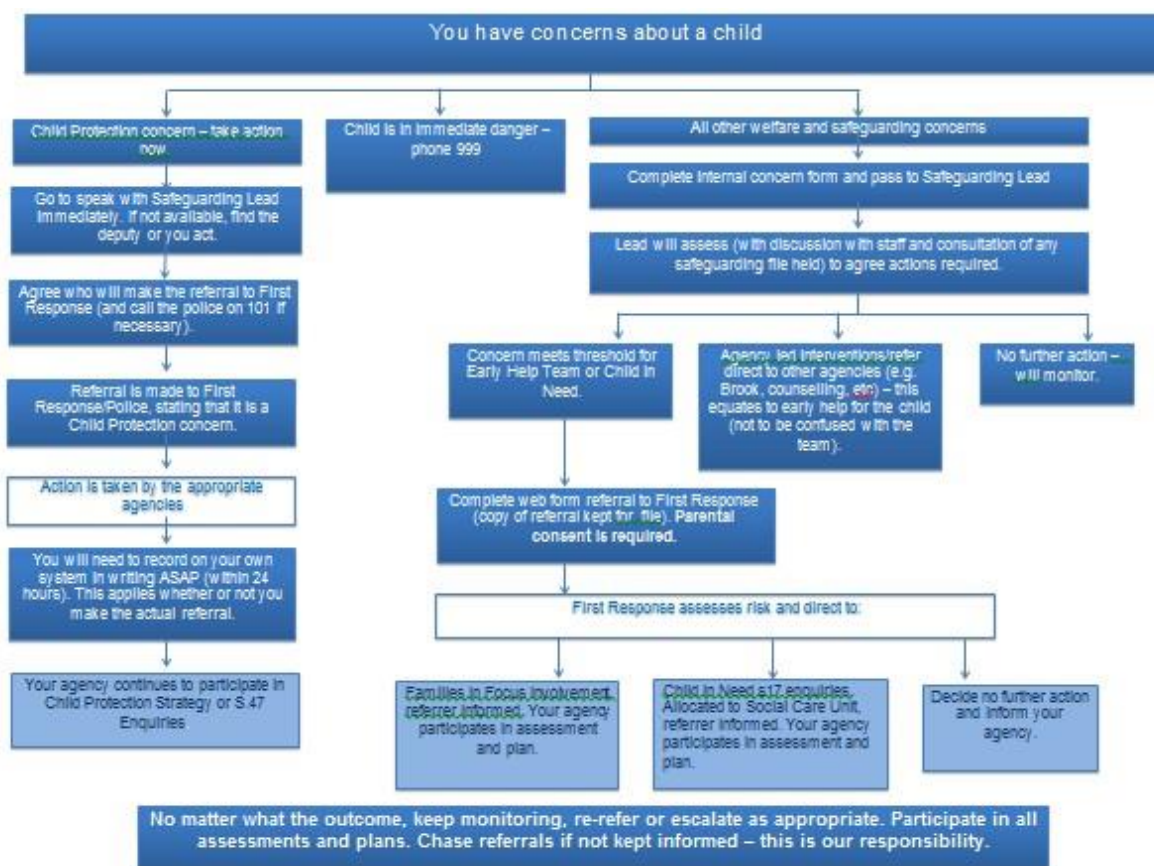 You have concerns about a child
Child Protection concern – take action
now.
Child is in immediate danger –
phone 999
All other welfare and safeguarding concerns
Go to speak with Safeguarding Lead
immediately. If not available, find the
deputy or you act.
Complete internal concern form and pass to Safeguarding Lead
Lead will assess (with discussion with staff and consultation of any
safeguarding file held) to agree actions required.
Agree who will make the referral to First
Response (and call the police on 101 if
necessary).
Concern meets threshold for
Early Help Team or Child in
Need.
Agency led interventions/refer
direct to other agencies (e.g.
Brook, counselling, etc) – this
equates to early help for the child
(not to be confused with the
team).
No further action –
will monitor.
Referral is made to First
Response/Police, stating that it is a
Child Protection concern.
Action is taken by the appropriate
agencies
Complete web form referral to First Response
(copy of referral kept for file). Parental
consent is required.
You will need to record on your own
system in writing ASAP (within 24
hours). This applies whether or not you
make the actual referral.
First Response assesses risk and direct to:
Your agency continues to participate in
Child Protection Strategy or S.47
Enquiries
Families in Focus involvement,
referrer informed. Your agency
participates in assessment
and plan.
Child in Need s17 enquiries.
Allocated to Social Care Unit,
referrer informed. Your agency
participates in assessment and
plan.
Decide no further action
and inform your
agency.
No matter what the outcome, keep monitoring, re-refer or escalate as appropriate. Participate in all
assessments and plans. Chase referrals if not kept informed – this is our responsibility.